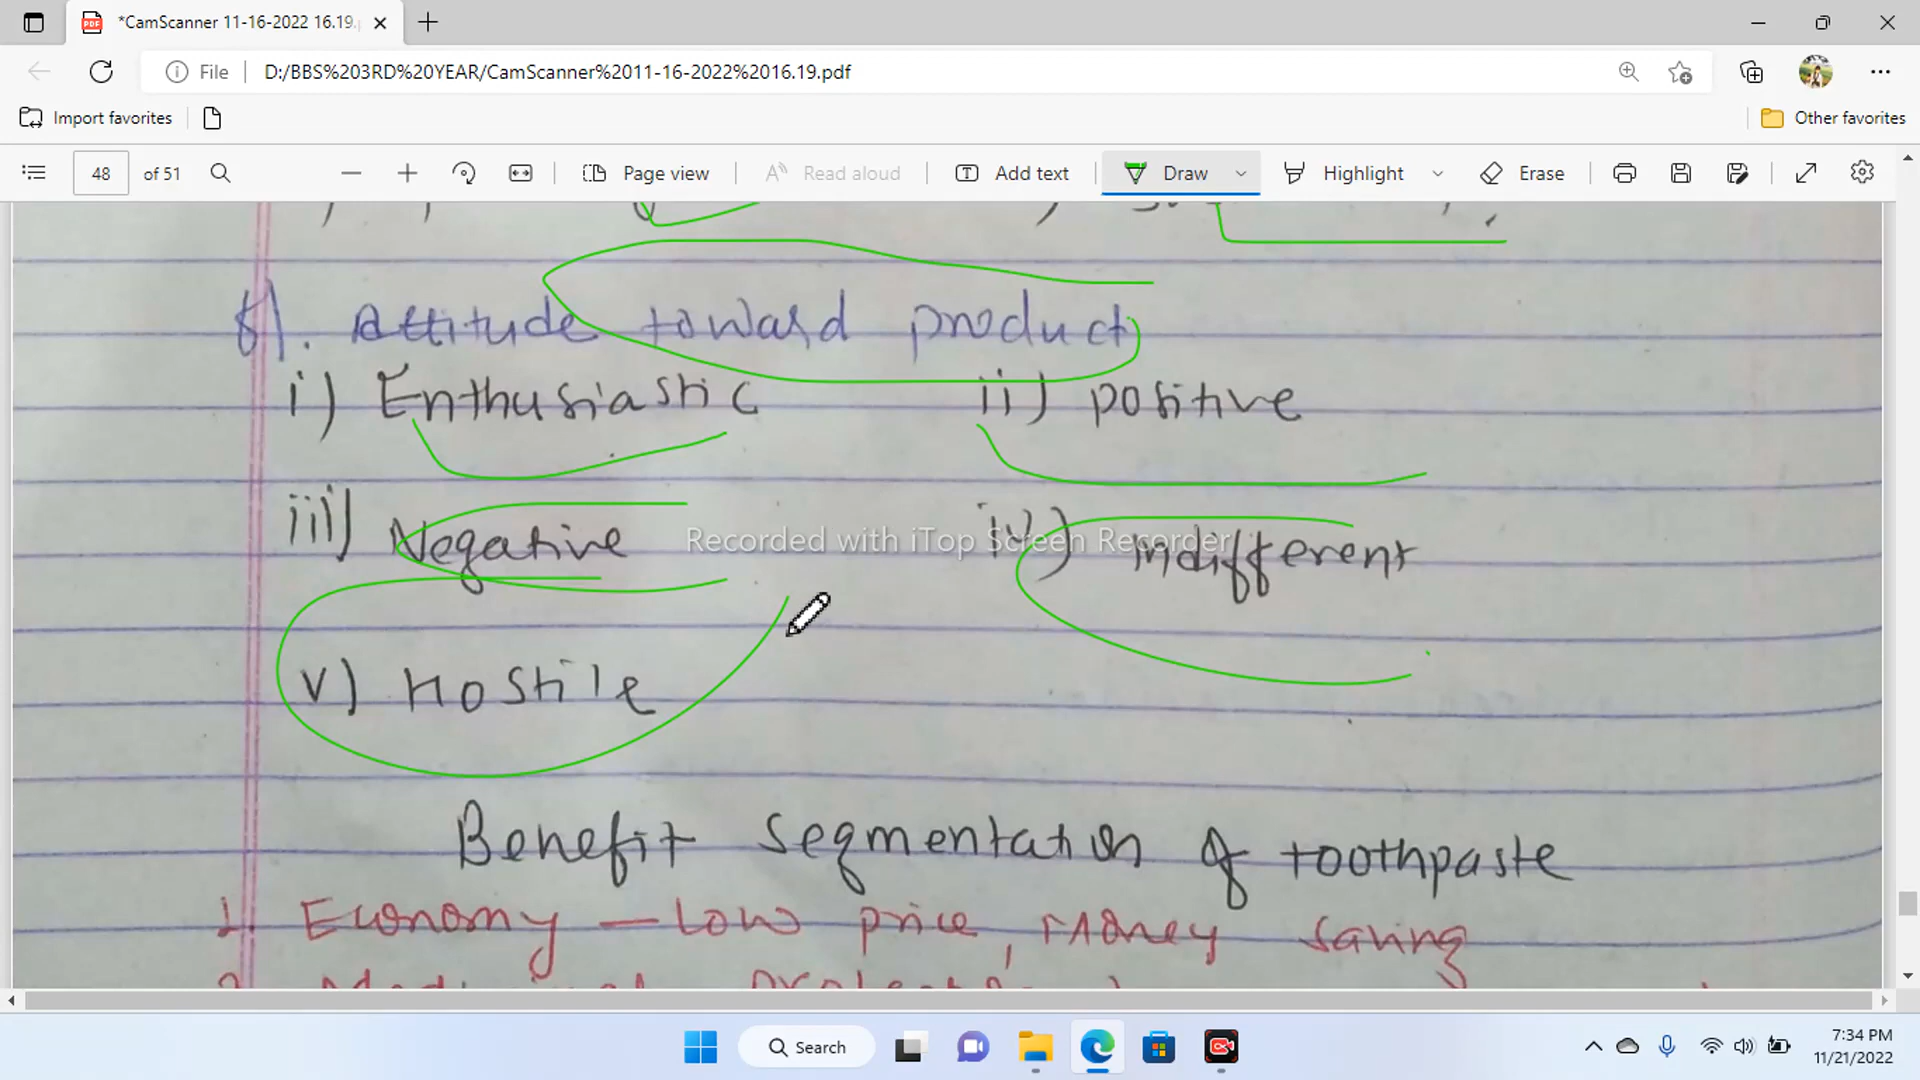 *CamScanner 11-16-2022 16.19.
File D:/BBS%203RD%20YEAR/CamScanner%2011-16-2022%2016.19.pdf
Import favorites Other favorites
48 of 51 Page view Read aloud Add text Draw Highlight Erase
6). Attitude toward product
i) Enthusiastic ii) positive
iii) Negative iv) indifferent
Recorded with iTop Screen Recorder
v) Hostile
Benefit segmentation of toothpaste
1. Economy — Low price, money saving
Search
7:34 PM
11/21/2022